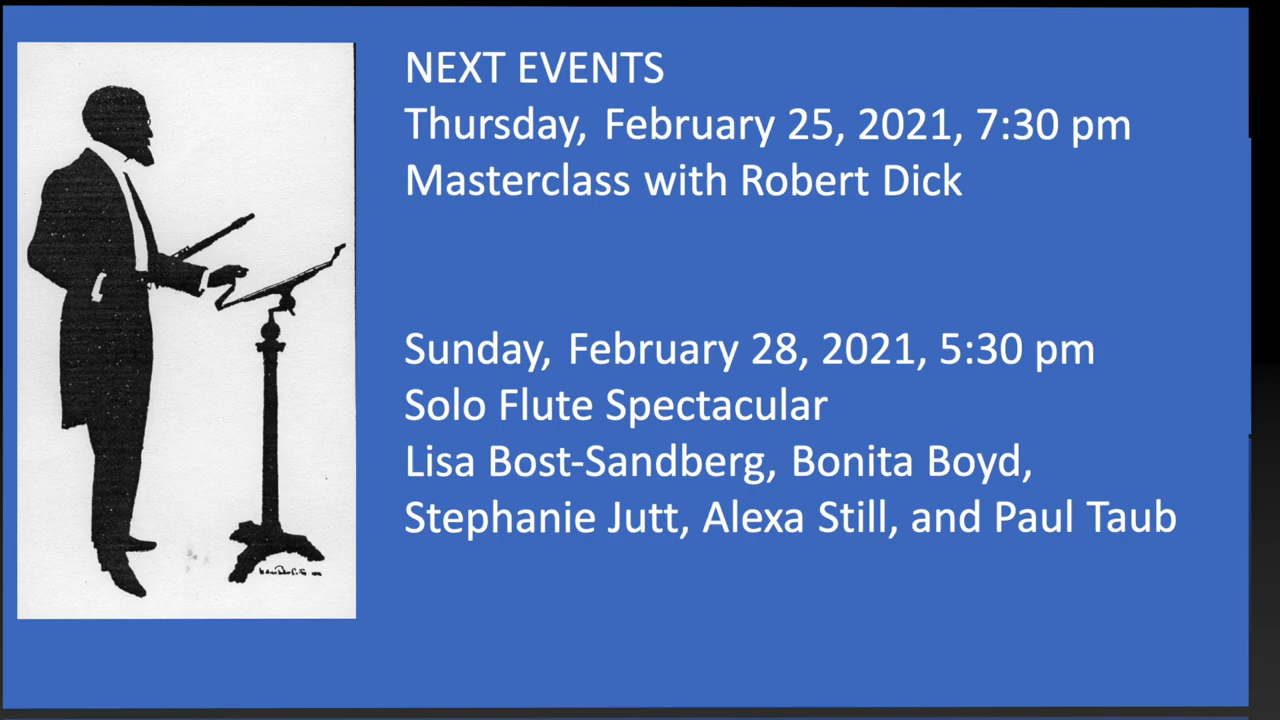 NEXT EVENTS
Thursday, February 25, 2021, 7:30 pm
Masterclass with Robert Dick
Sunday, February 28, 2021, 5:30 pm
Solo Flute Spectacular
Lisa Bost-Sandberg, Bonita Boyd,
Stephanie Jutt, Alexa Still, and Paul Taub